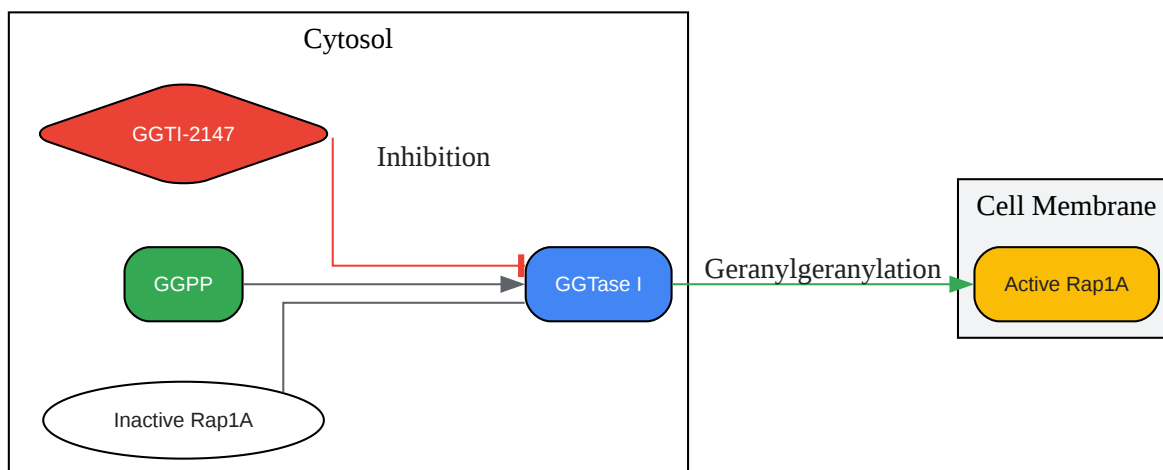 Cytosol
GGTI-2147
Inhibition
Cell Membrane
GGPP
GGTase I
Geranylgeranylation
Active Rap1A
Inactive Rap1A